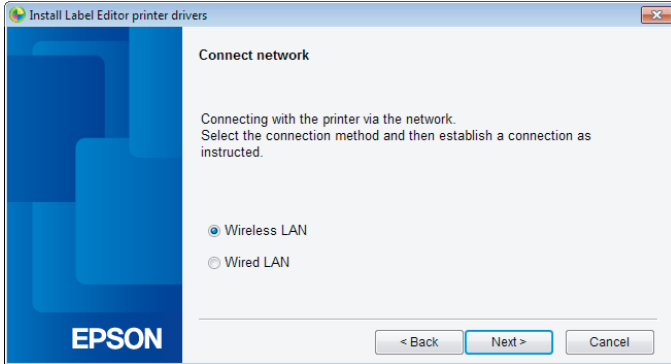 Install Label Editor printer drivers
Connect network
Connecting with the printer via the network.
Select the connection method and then establish a connection as
instructed.
Wireless LAN
Wired LAN
EPSON
< Back
Next >
Cancel